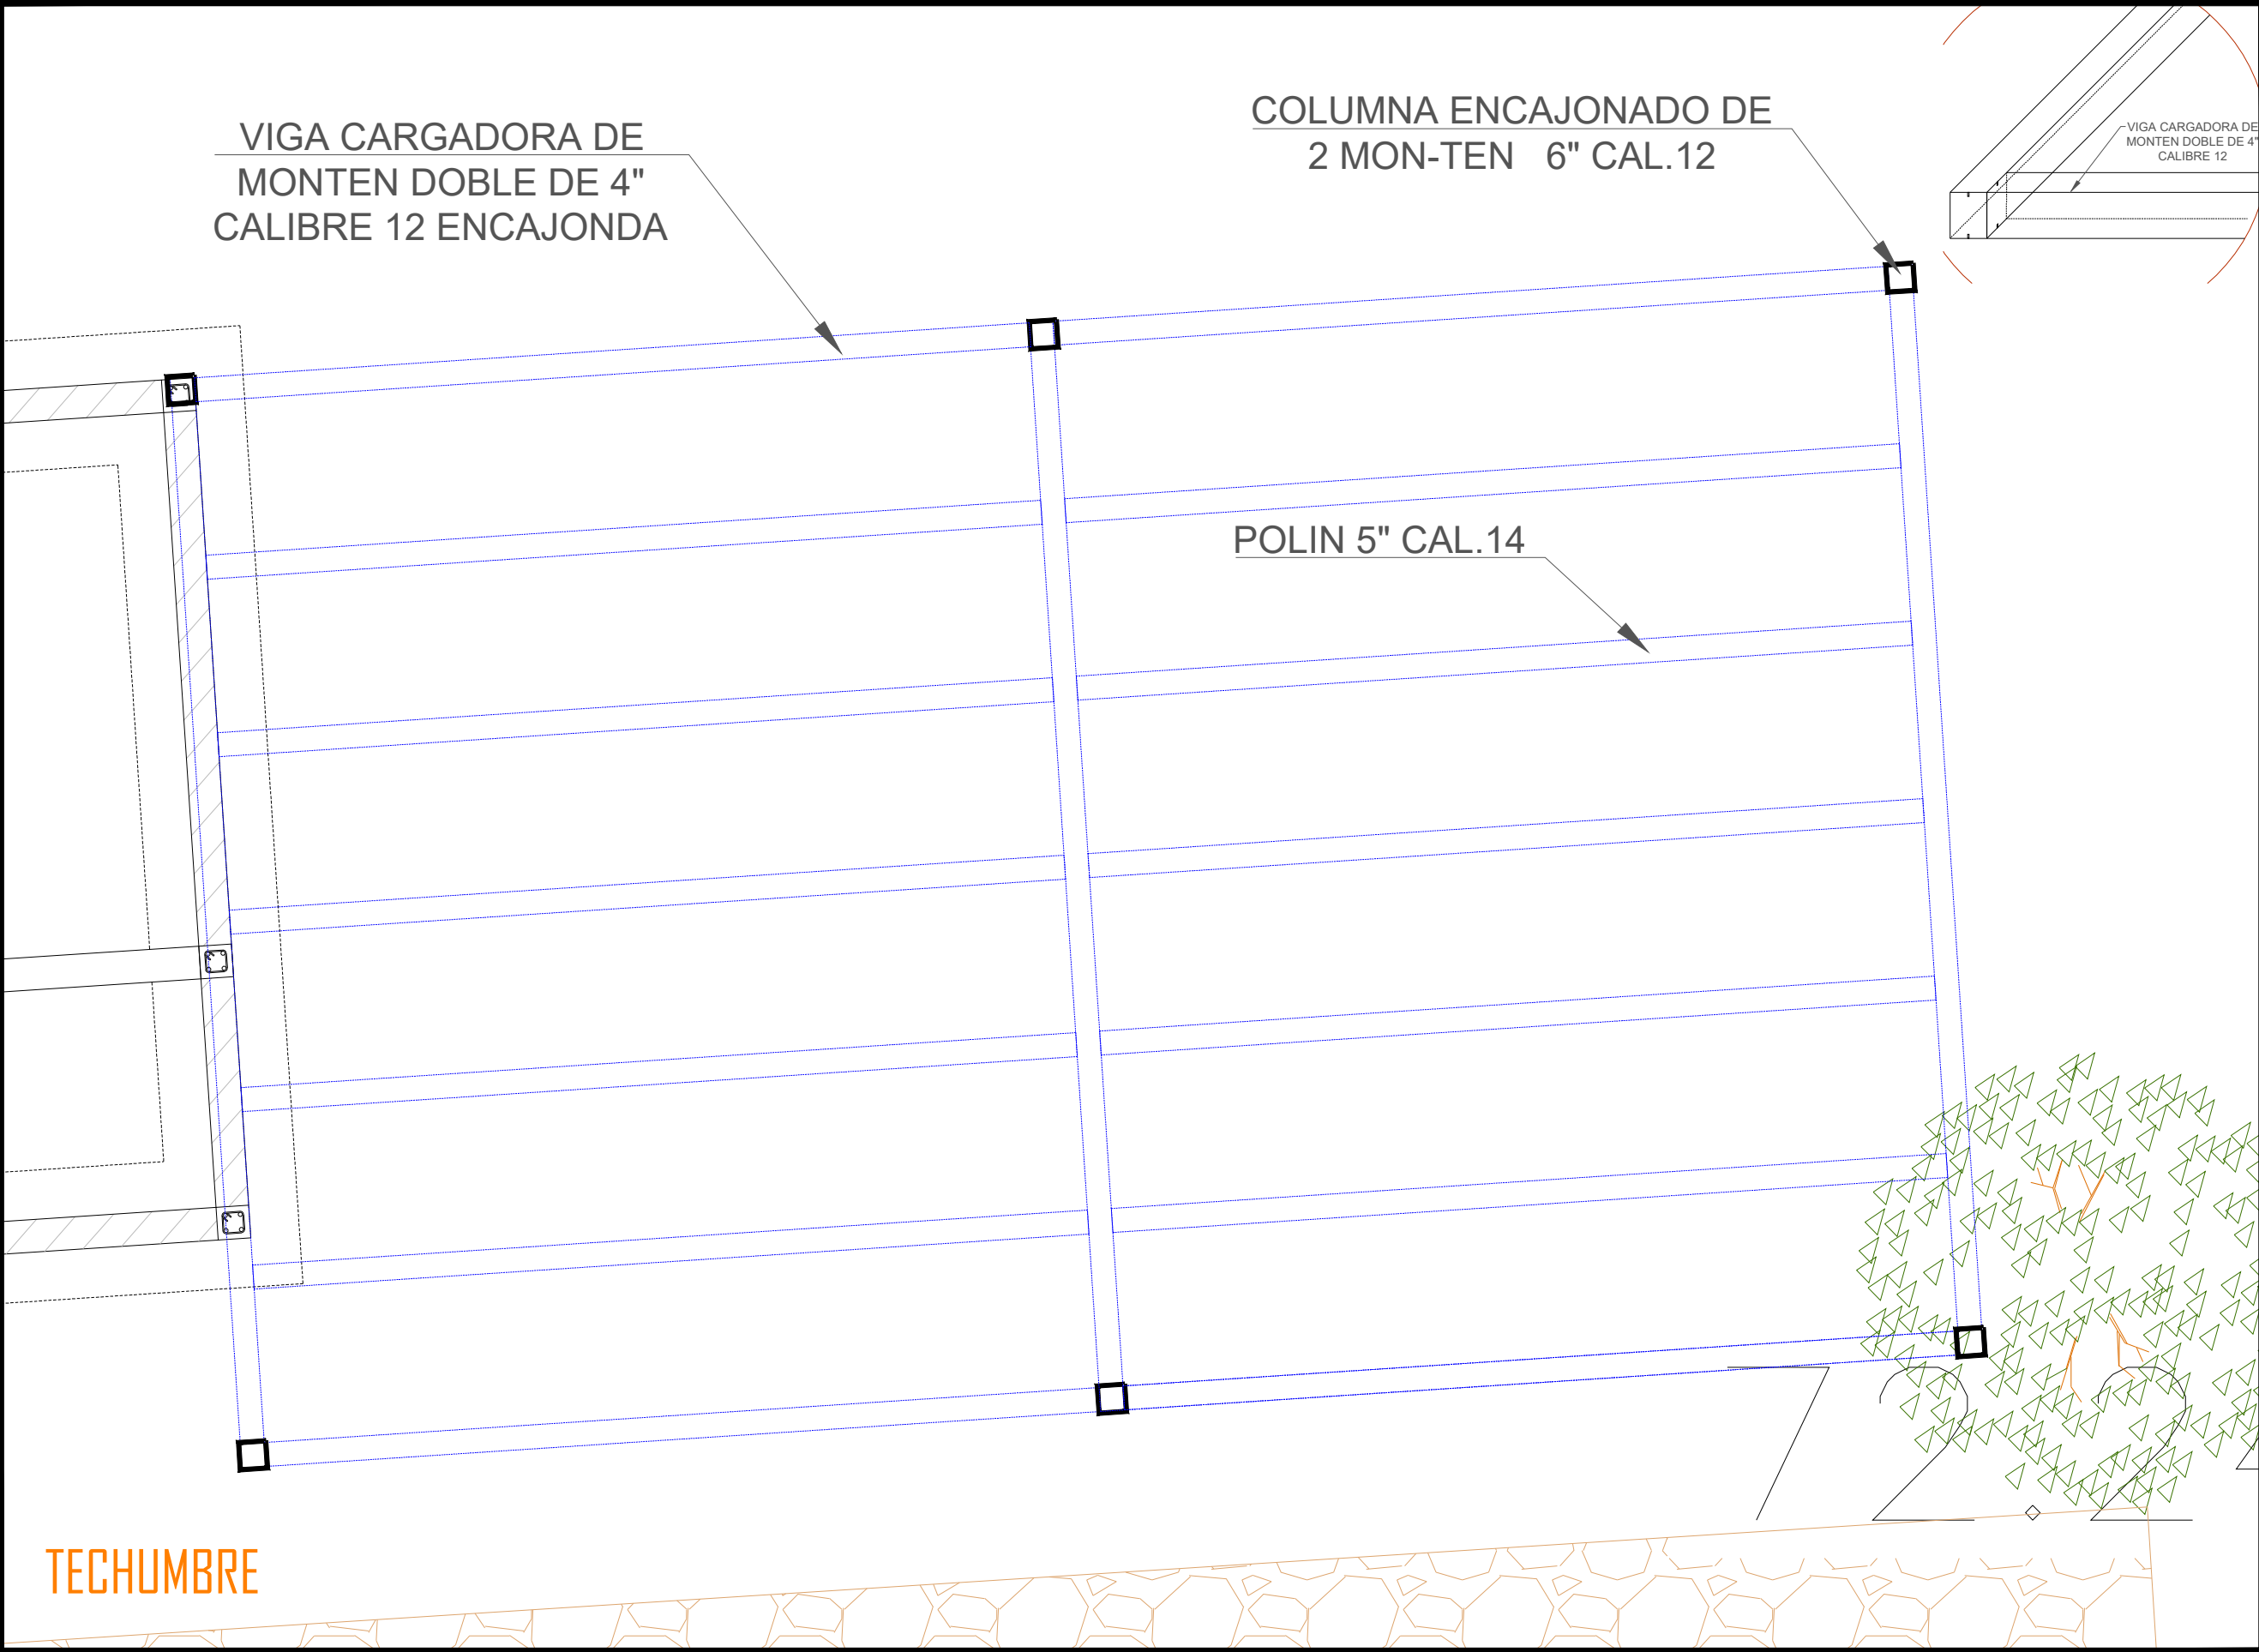 VIGA CARGADORA DE
MONTEN DOBLE DE 4"
CALIBRE 12 ENCAJONDA
COLUMNA ENCAJONADO DE
2 MON-TEN 6" CAL.12
VIGA CARGADORA DE
MONTEN DOBLE DE 4"
CALIBRE 12
POLIN 5" CAL.14
722
TECHUMBRE